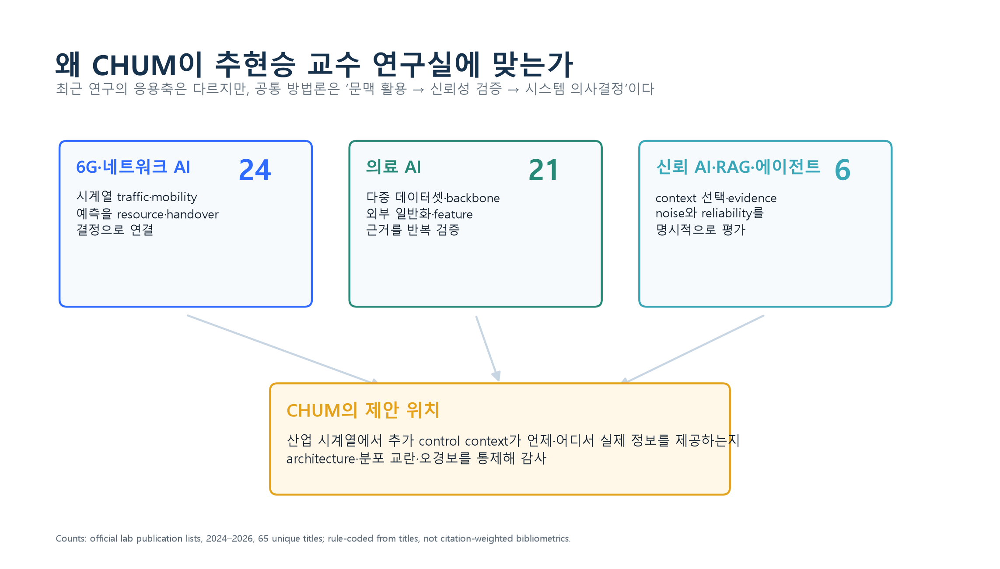 왜 CHUM이 추현승 교수 연구실에 맞는가
최근 연구의 응용축은 다르지만, 공통 방법론은 ‘문맥 활용 → 신뢰성 검증 → 시스템 의사결정’이다
6G·네트워크 AI
24
시계열 traffic·mobility
예측을 resource·handover
결정으로 연결
의료 AI
21
다중 데이터셋·backbone
외부 일반화·feature
근거를 반복 검증
신뢰 AI·RAG·에이전트
6
context 선택·evidence
noise와 reliability를
명시적으로 평가
CHUM의 제안 위치
산업 시계열에서 추가 control context가 언제·어디서 실제 정보를 제공하는지
architecture·분포 교란·오경보를 통제해 감사
Counts: official lab publication lists, 2024–2026, 65 unique titles; rule-coded from titles, not citation-weighted bibliometrics.